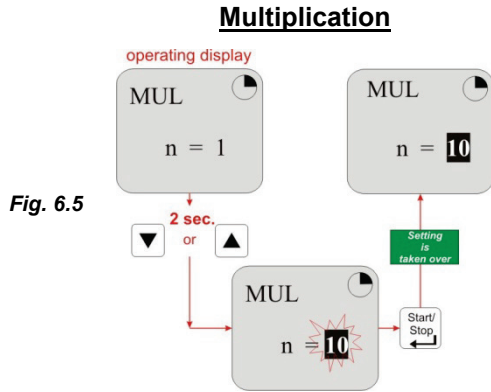 Multiplication
operating display
MUL
n = 1
MUL
n = 10
Fig. 6.5
2 sec.
or
Setting
is
taken over
MUL
n = 10
Start/
Stop